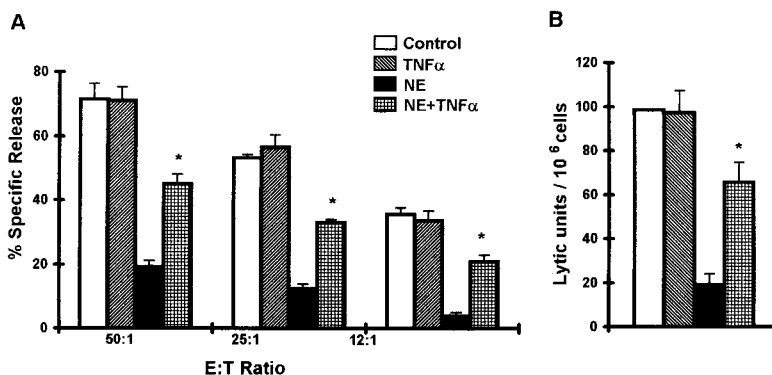 A
B
Control
TNFα
NE
NE+TNFα
% Specific Release
80
60
40
20
0
*
*
*
50:1
25:1
12:1
E:T Ratio
Lytic units / 10 6 cells
120
100
80
60
40
20
0
*